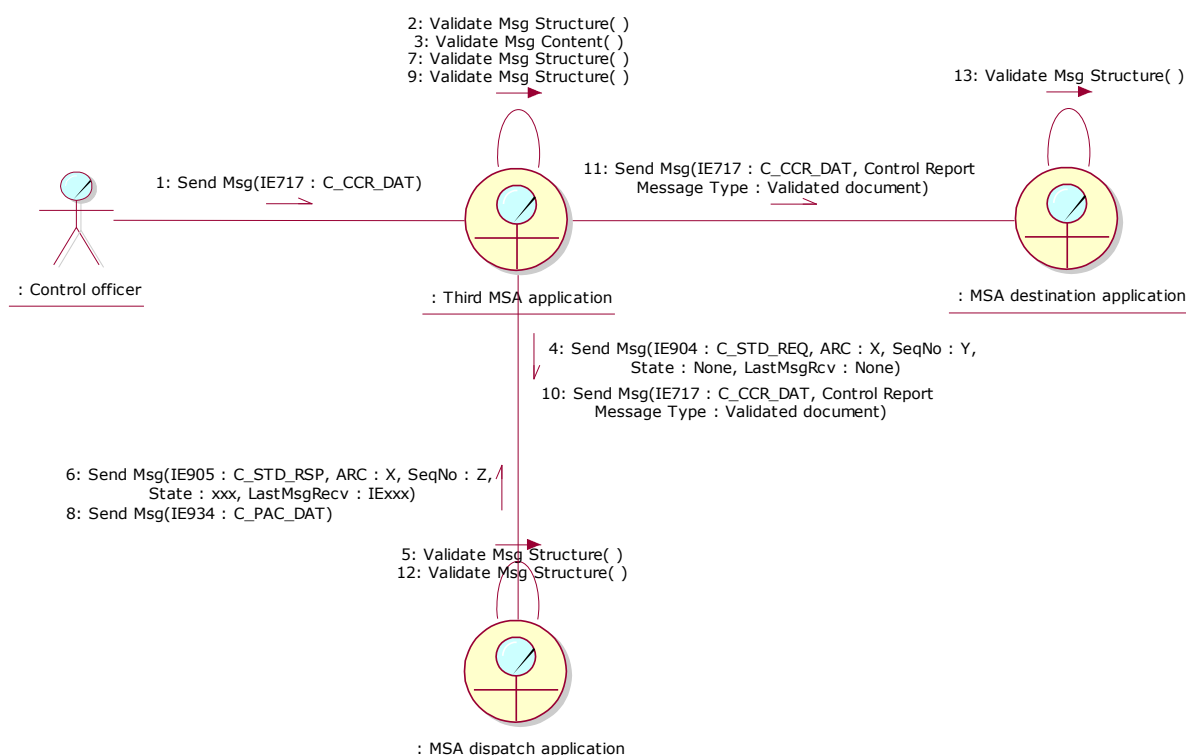 2: Validate Msg Structure( )
3: Validate Msg Content( )
7: Validate Msg Structure( )
9: Validate Msg Structure( )
13: Validate Msg Structure( )
1: Send Msg(IE717 : C_CCR_DAT)
11: Send Msg(IE717 : C_CCR_DAT, Control Report
Message Type : Validated document)
: Control officer
: Third MSA application
: MSA destination application
4: Send Msg(IE904 : C_STD_REQ, ARC : X, SeqNo : Y,
State : None, LastMsgRcv : None)
10: Send Msg(IE717 : C_CCR_DAT, Control Report
Message Type : Validated document)
6: Send Msg(IE905 : C_STD_RSP, ARC : X, SeqNo : Z,
State : xxx, LastMsgRecv : IExxx)
8: Send Msg(IE934 : C_PAC_DAT)
5: Validate Msg Structure( )
12: Validate Msg Structure( )
: MSA dispatch application